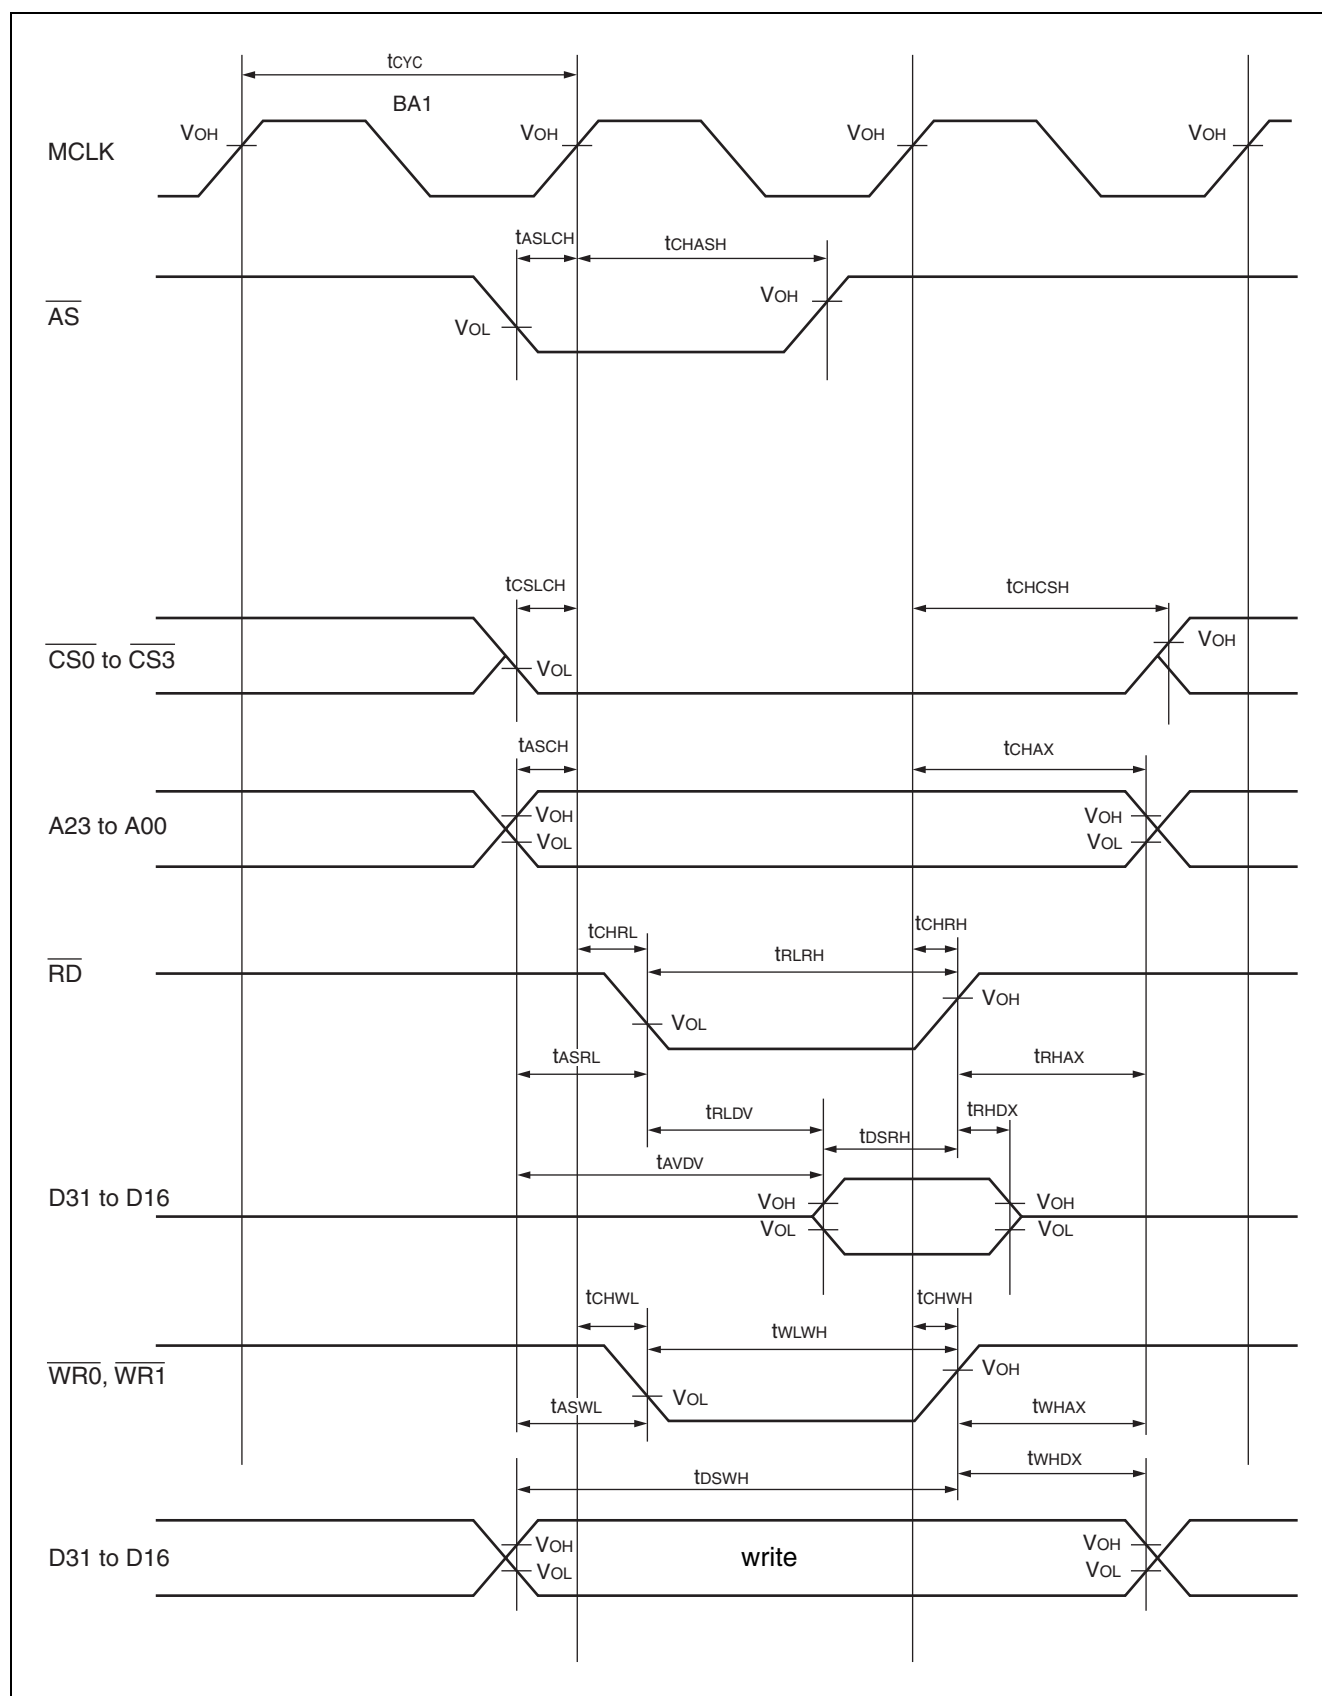 tCYC
BA1
VOH
VOH
VOH
VOH
MCLK
tASLCH
tCHASH
AS
VOL
VOH
tCSLCH
tCHCSH
CS0 to CS3
VOL
VOH
tASCH
tCHAX
A23 to A00
VOH
VOL
VOH
VOL
tCHRL
tCHRH
tRLRH
RD
VOH
VOL
tASRL
tRHAX
tRLDV
tRHDX
tDSRH
tAVDV
D31 to D16
VOH
VOL
VOH
VOL
tCHWL
tCHWH
tWLWH
WR0, WR1
VOH
VOL
tASWL
tWHAX
tWHDX
tDSWH
D31 to D16
VOH
VOL
write
VOH
VOL